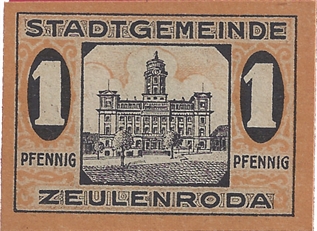 STADTGEMEINDE
1 1
PFENNIG PFENNIG
ZEULENRODA